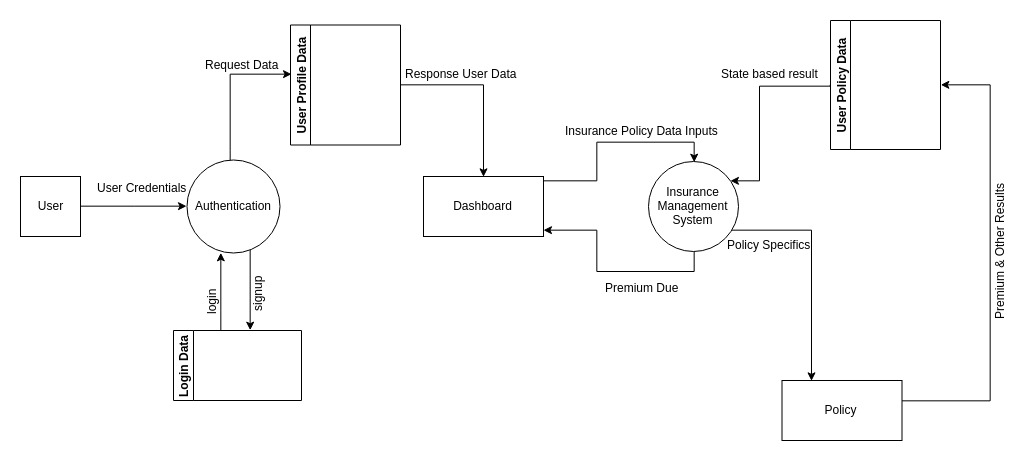 Request Data
User Profile Data
Response User Data
State based result
User Policy Data
Insurance Policy Data Inputs
User
User Credentials
Authentication
Dashboard
Insurance
Management
System
Policy Specifics
Premium Due
Premium & Other Results
login
signup
Login Data
Policy